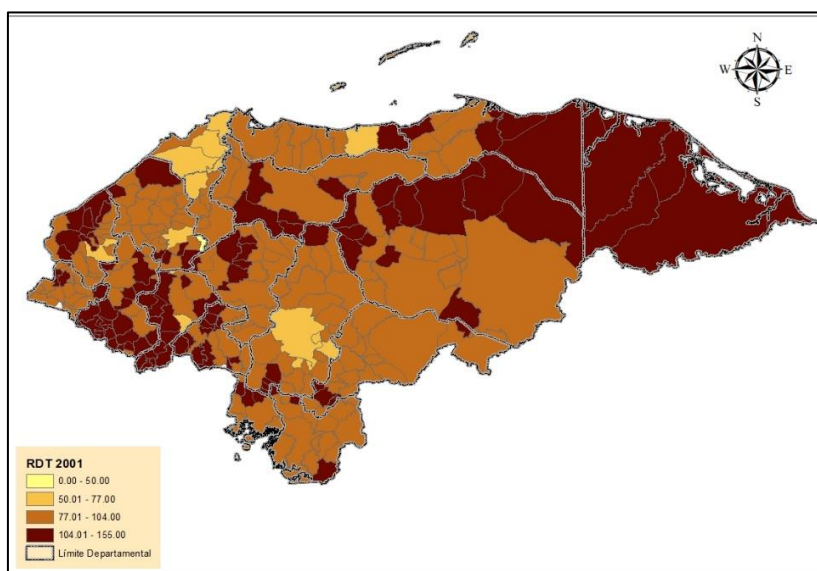 N
W E
S
RDT 2001
0.00 - 50.00
50.01 - 77.00
77.01 - 104.00
104.01 - 155.00
Límite Departamental